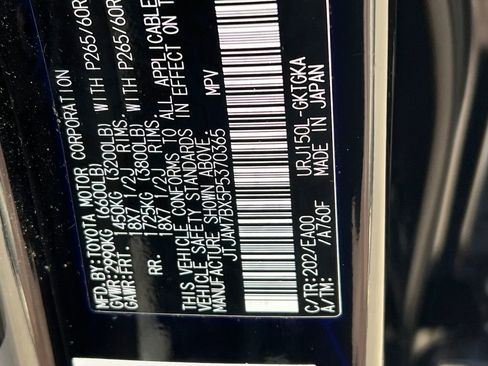 MFD. BY: TOYOTA MOTOR CORPORATION
GVWR: 2990KG (6600LB)
GAWR: FRT. 1450KG (3200LB) WITH P265/60R
18X7 1/2J RIMS.
RR. 1725KG (3800LB) WITH P265/60R
18X7 1/2J RIMS.
THIS VEHICLE CONFORMS TO ALL APPLICABLE
SAFETY STANDARDS IN EFFECT ON THE
MANUFACTURE SHOWN ABOVE.
JTJAM7BX5P5370365 MPV
URJ150L-GKTGKA
C/TR:202/EA00 MADE IN JAPAN
A/TM: /A760F